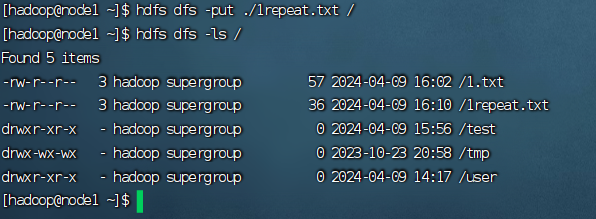 [hadoop@node1 ~]$ hdfs dfs -put ./1repeat.txt /
[hadoop@node1 ~]$ hdfs dfs -ls /
Found 5 items
-rw-r--r--   3 hadoop supergroup         57 2024-04-09 16:02 /1.txt
-rw-r--r--   3 hadoop supergroup         36 2024-04-09 16:10 /1repeat.txt
drwxr-xr-x   - hadoop supergroup          0 2024-04-09 15:56 /test
drwx-wx-wx   - hadoop supergroup          0 2023-10-23 20:58 /tmp
drwxr-xr-x   - hadoop supergroup          0 2024-04-09 14:17 /user
[hadoop@node1 ~]$